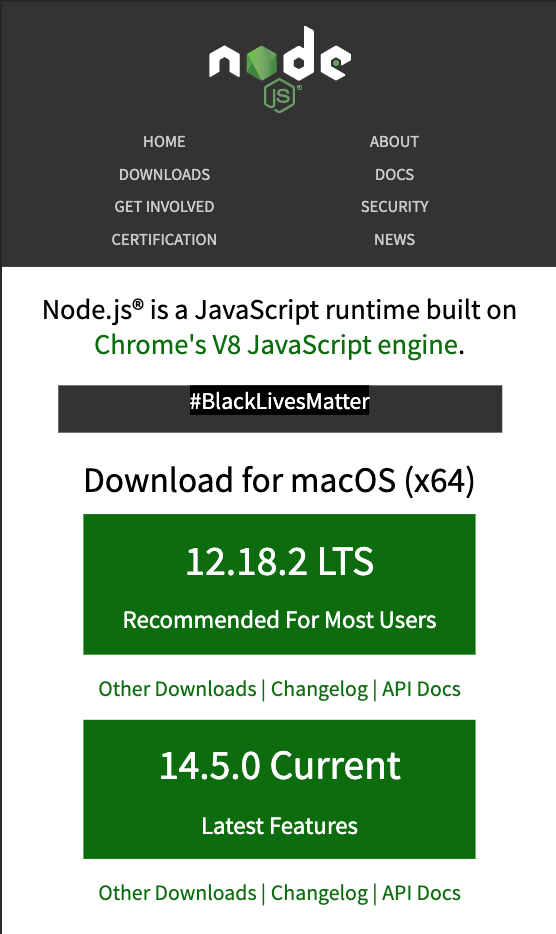 node
JS®
HOME ABOUT
DOWNLOADS DOCS
GET INVOLVED SECURITY
CERTIFICATION NEWS
Node.js® is a JavaScript runtime built on
Chrome's V8 JavaScript engine.
#BlackLivesMatter
Download for macOS (x64)
12.18.2 LTS
Recommended For Most Users
Other Downloads | Changelog | API Docs
14.5.0 Current
Latest Features
Other Downloads | Changelog | API Docs